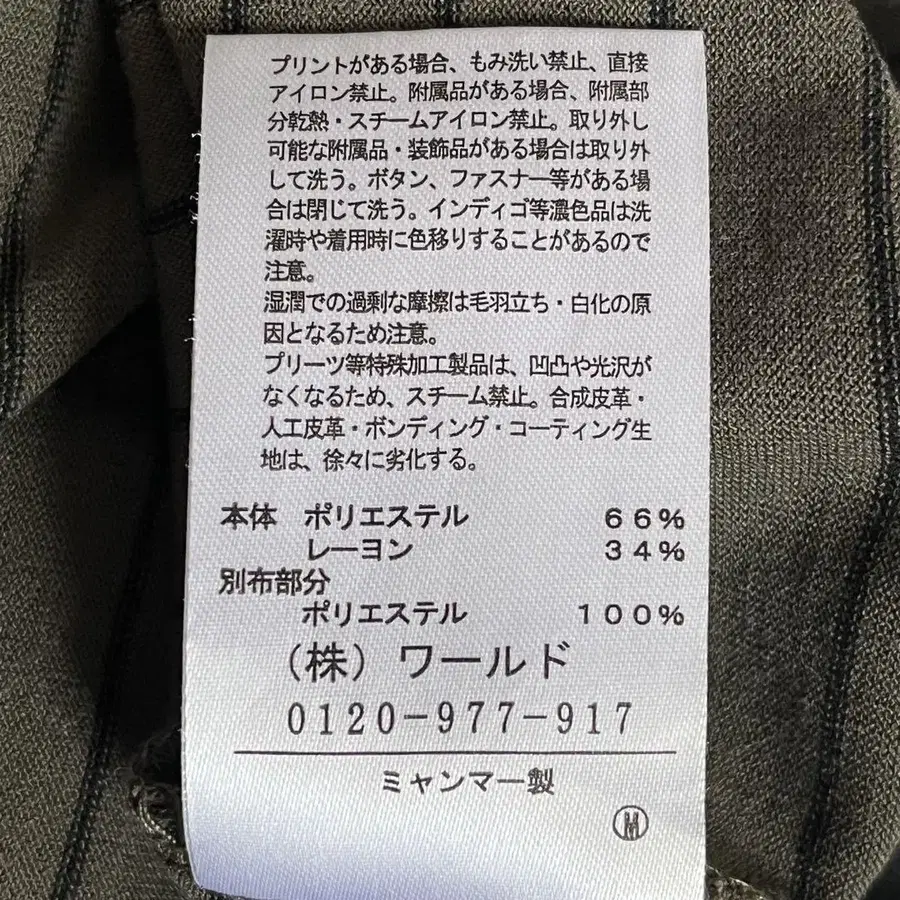 プリントがある場合、もみ洗い禁止、直接
アイロン禁止。附属品がある場合、附属部
分乾熱・スチームアイロン禁止。取り外し
可能な附属品・装飾品がある場合は取り外
して洗う。ボタン、ファスナー等がある場
合は閉じて洗う。インディゴ等濃色品は洗
濯時や着用時に色移りすることがあるので
注意。
湿潤での過剰な摩擦は毛羽立ち・白化の原
因となるため注意。
プリーツ等特殊加工製品は、凹凸や光沢が
なくなるため、スチーム禁止。合成皮革・
人工皮革・ボンディング・コーティング生
地は、徐々に劣化する。
本体 ポリエステル ６６％
レーヨン ３４％
別布部分
ポリエステル １００％
（株）ワールド
0120-977-917
ミャンマー製
Ⓜ